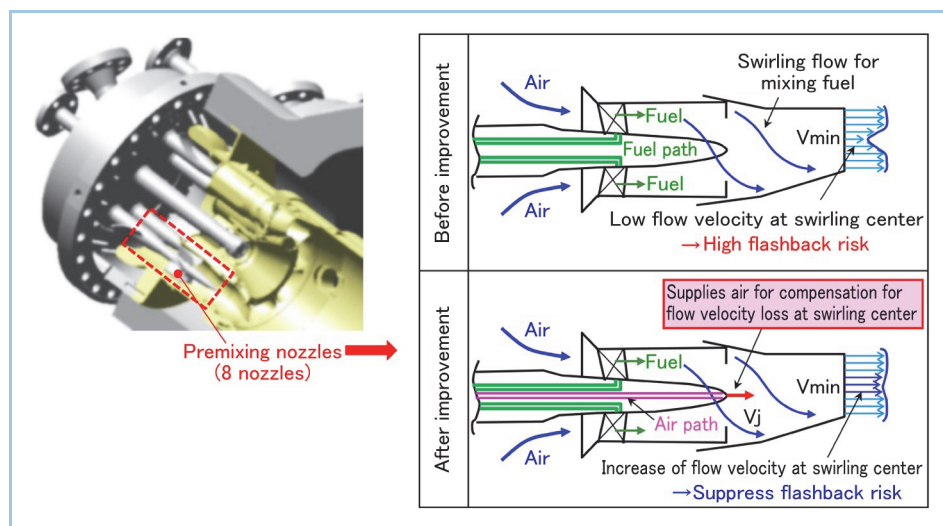 Premixing nozzles
(8 nozzles)
Before improvement
Air
Fuel
Fuel path
Fuel
Air
Swirling flow for
mixing fuel
Vmin
Low flow velocity at swirling center
→High flashback risk
After improvement
Supplies air for compensation for
flow velocity loss at swirling center
Air
Fuel
Air path
Fuel
Air
Vj
Vmin
Increase of flow velocity at swirling center
→Suppress flashback risk